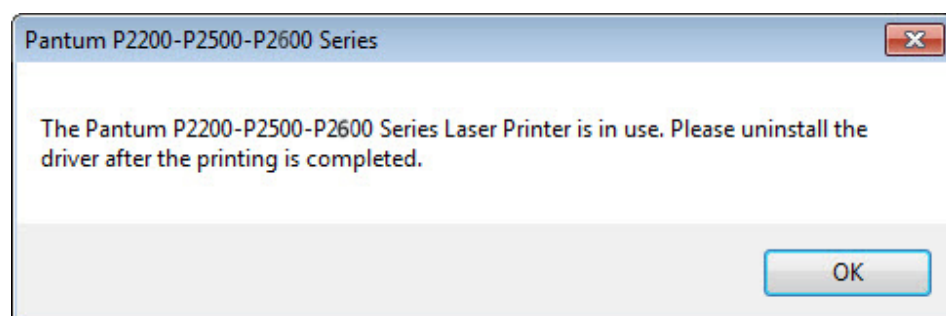 Pantum P2200-P2500-P2600 Series
The Pantum P2200-P2500-P2600 Series Laser Printer is in use. Please uninstall the
driver after the printing is completed.
OK